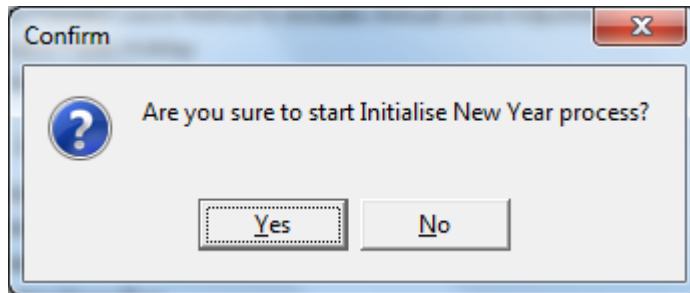 Confirm
Are you sure to start Initialise New Year process?
Yes
No